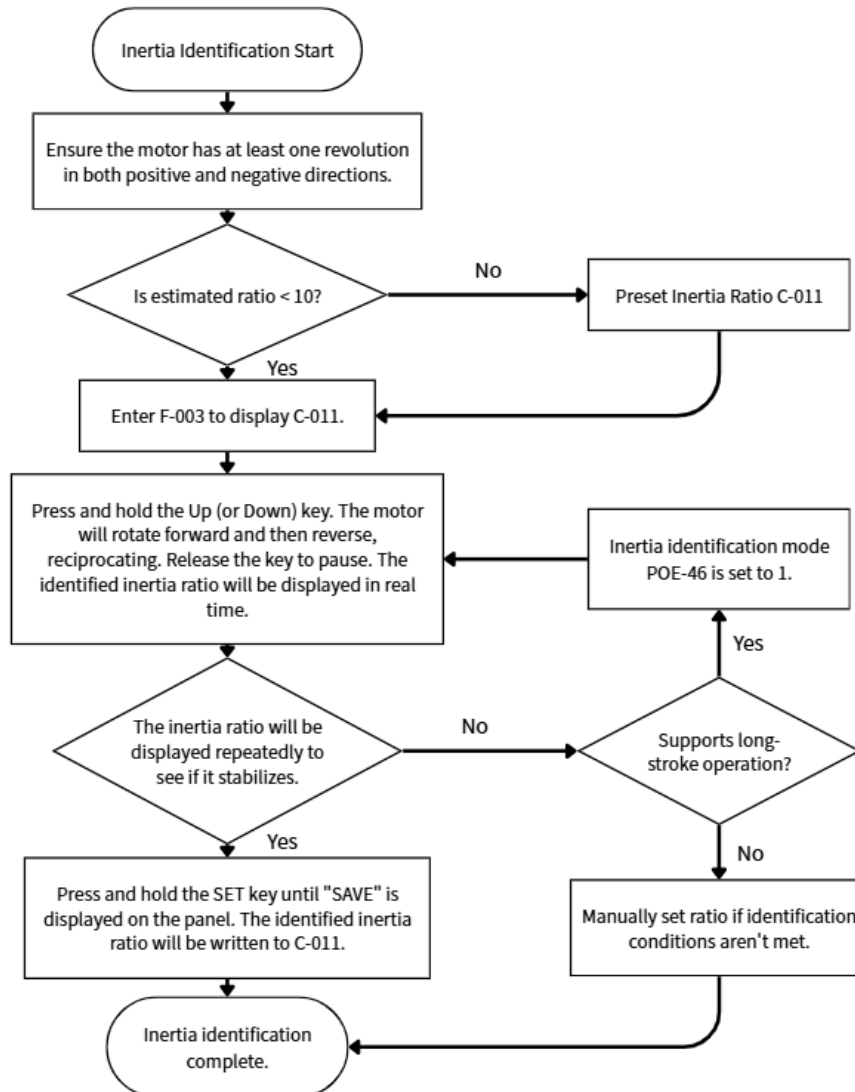 Inertia Identification Start
Ensure the motor has at least one revolution
in both positive and negative directions.
Is estimated ratio < 10?
No
Preset Inertia Ratio C-011
Yes
Enter F-003 to display C-011.
Press and hold the Up (or Down) key. The motor
will rotate forward and then reverse,
reciprocating. Release the key to pause. The
identified inertia ratio will be displayed in real
time.
Inertia identification mode
POE-46 is set to 1.
Yes
The inertia ratio will be
displayed repeatedly to
see if it stabilizes.
No
Supports long-
stroke operation?
Yes
No
Press and hold the SET key until "SAVE" is
displayed on the panel. The identified inertia
ratio will be written to C-011.
Manually set ratio if identification
conditions aren't met.
Inertia identification
complete.